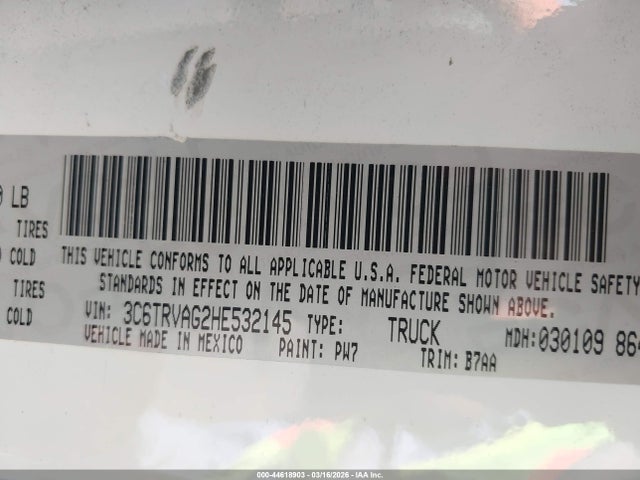 LB
TIRES
COLD
TIRES
COLD
THIS VEHICLE CONFORMS TO ALL APPLICABLE U.S.A. FEDERAL MOTOR VEHICLE SAFETY
STANDARDS IN EFFECT ON THE DATE OF MANUFACTURE SHOWN ABOVE.
VIN: 3C6TRVAG2HE532145 TYPE: TRUCK MDH:030109 864
VEHICLE MADE IN MEXICO PAINT: PW7 TRIM: B7AA
000-44618903 - 03/16/2026 - IAA Inc.